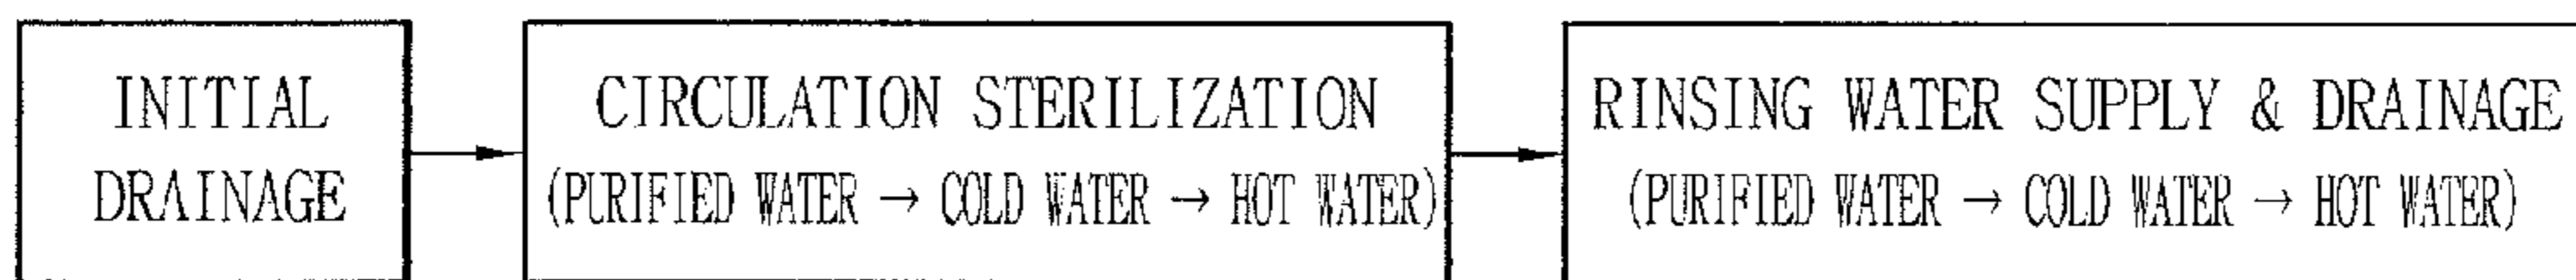 INITIAL
DRAINAGE
CIRCULATION STERILIZATION
(PURIFIED WATER → COLD WATER → HOT WATER)
RINSING WATER SUPPLY & DRAINAGE
(PURIFIED WATER → COLD WATER → HOT WATER)